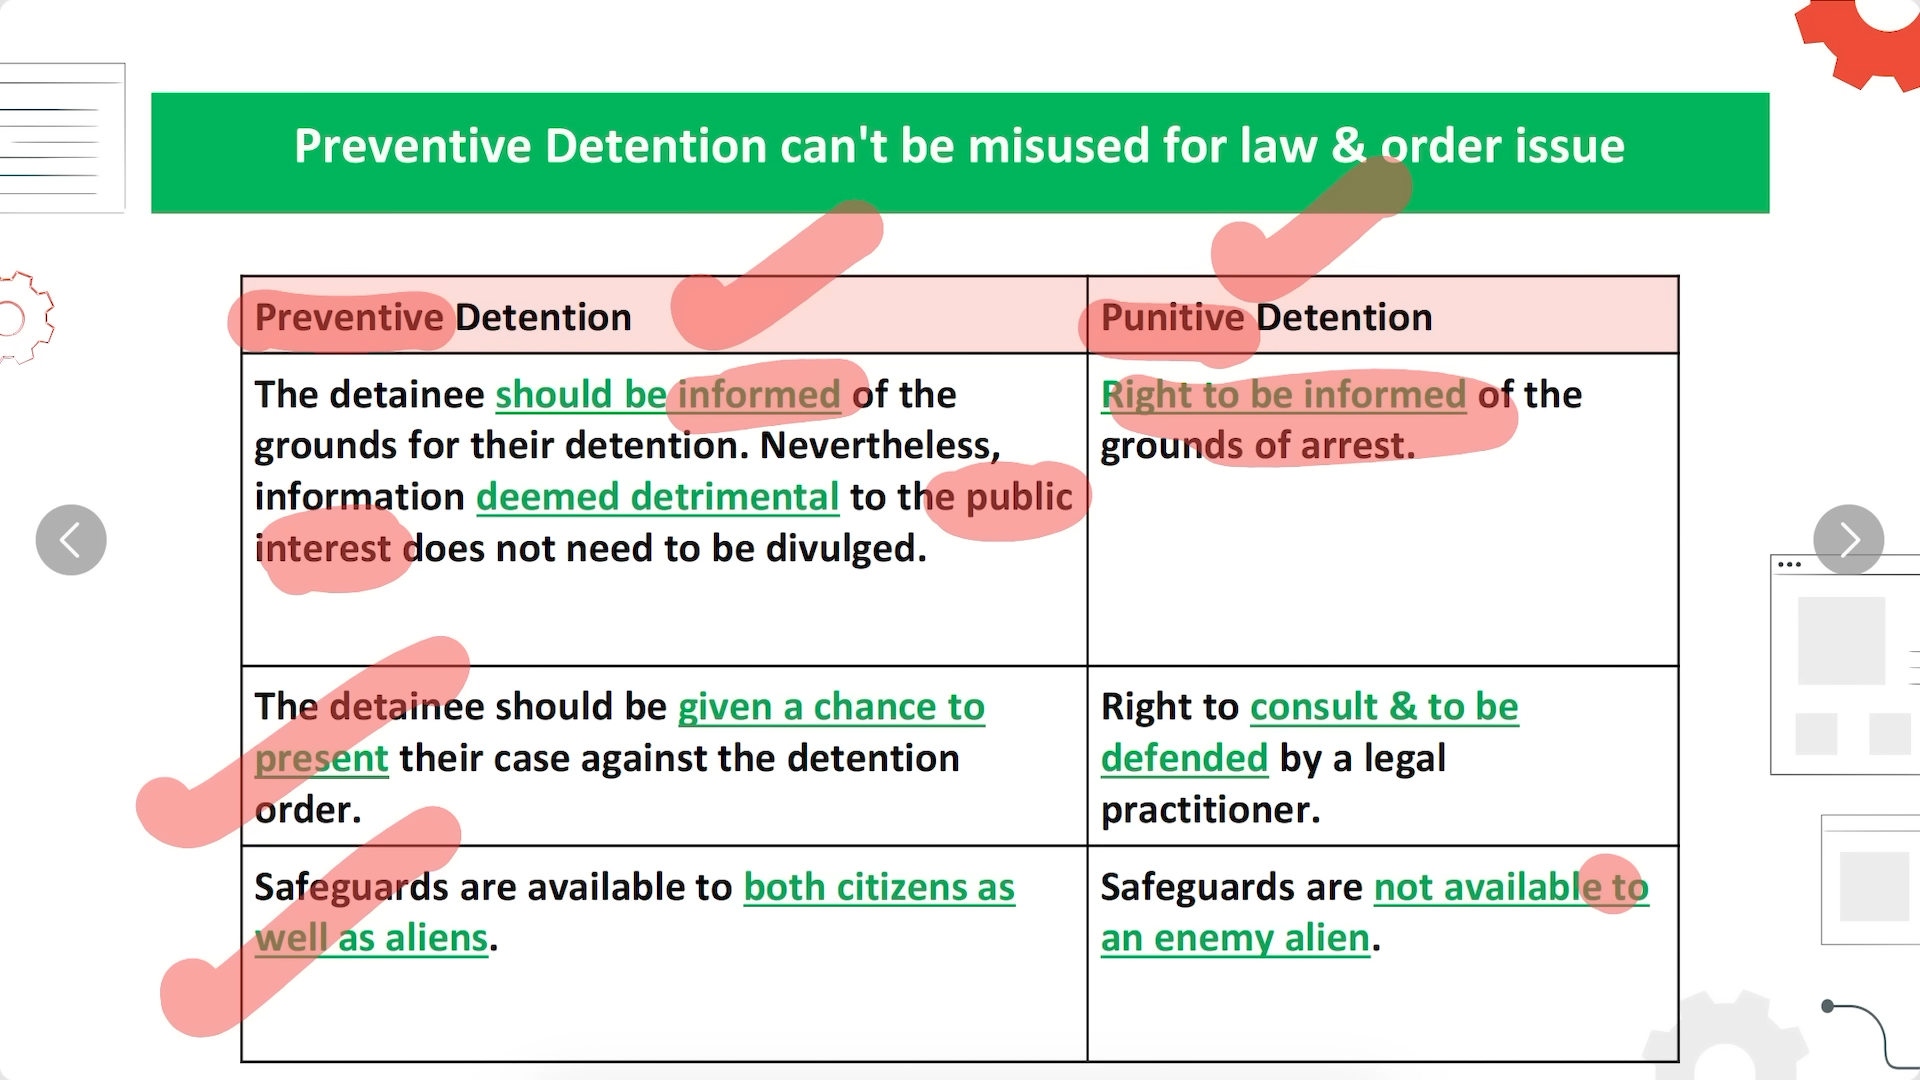 Preventive Detention can't be misused for law & order issue
Preventive Detention
Punitive Detention
The detainee should be informed of the
grounds for their detention. Nevertheless,
information deemed detrimental to the public
interest does not need to be divulged.
Right to be informed of the
grounds of arrest.
The detainee should be given a chance to
present their case against the detention
order.
Right to consult & to be
defended by a legal
practitioner.
Safeguards are available to both citizens as
well as aliens.
Safeguards are not available to
an enemy alien.